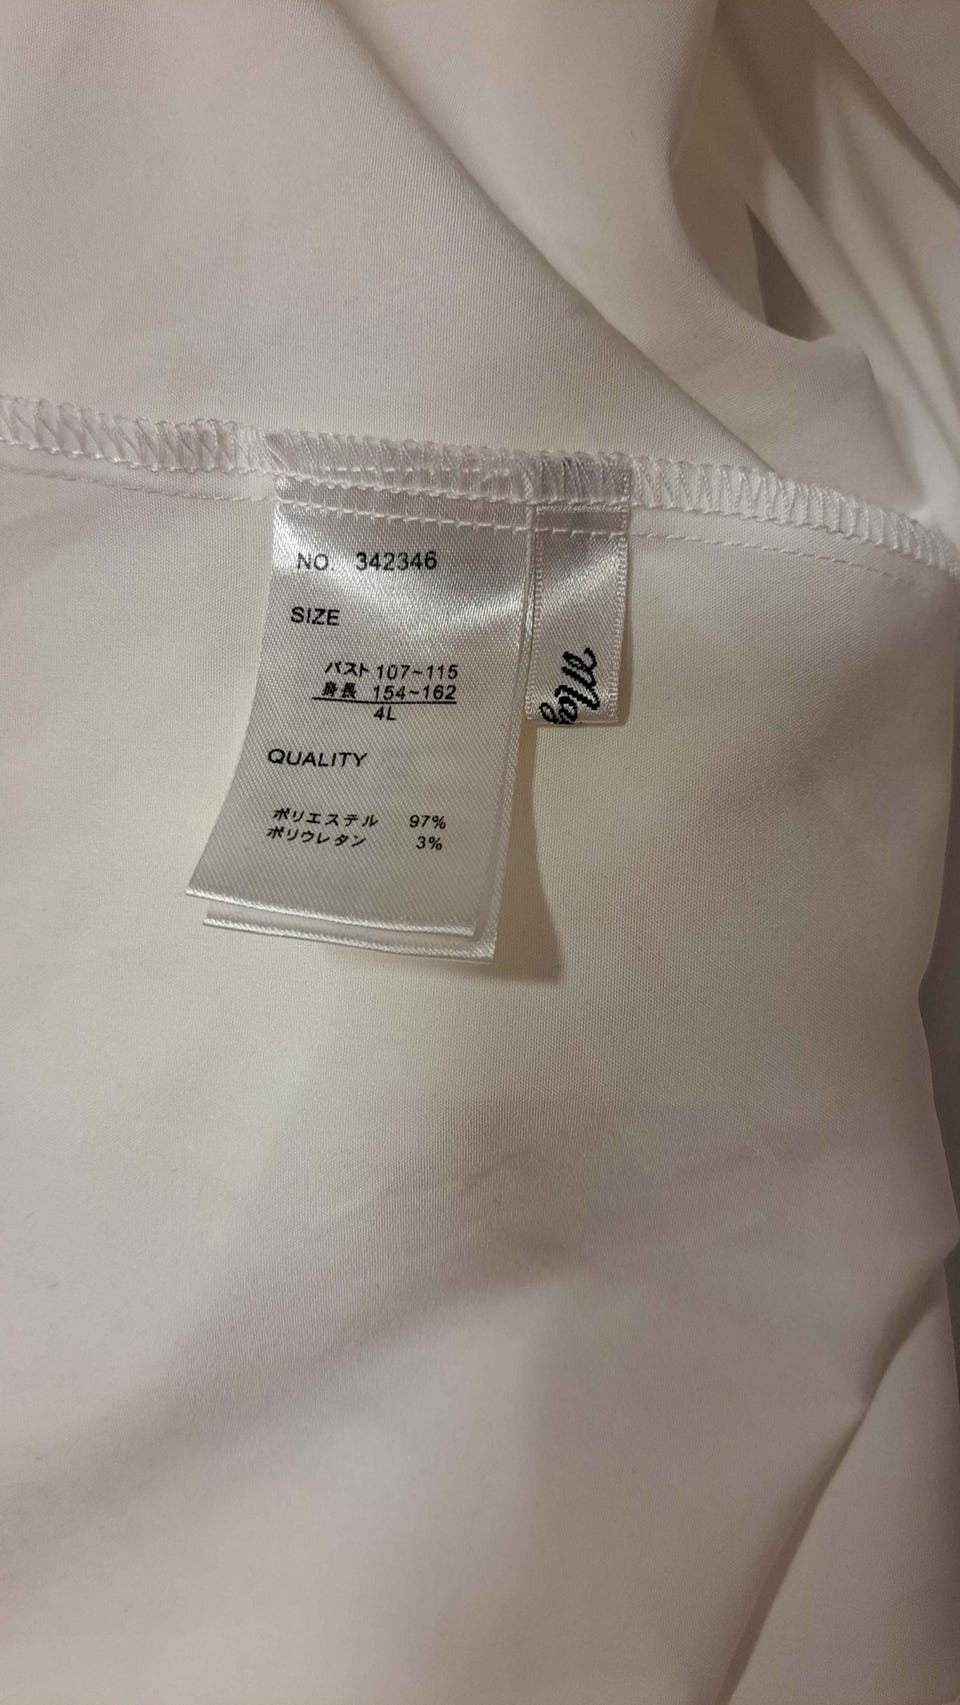 NO. 342346
SIZE
バスト 107~115
身長 154~162
4L
QUALITY
ポリエステル 97%
ポリウレタン 3%